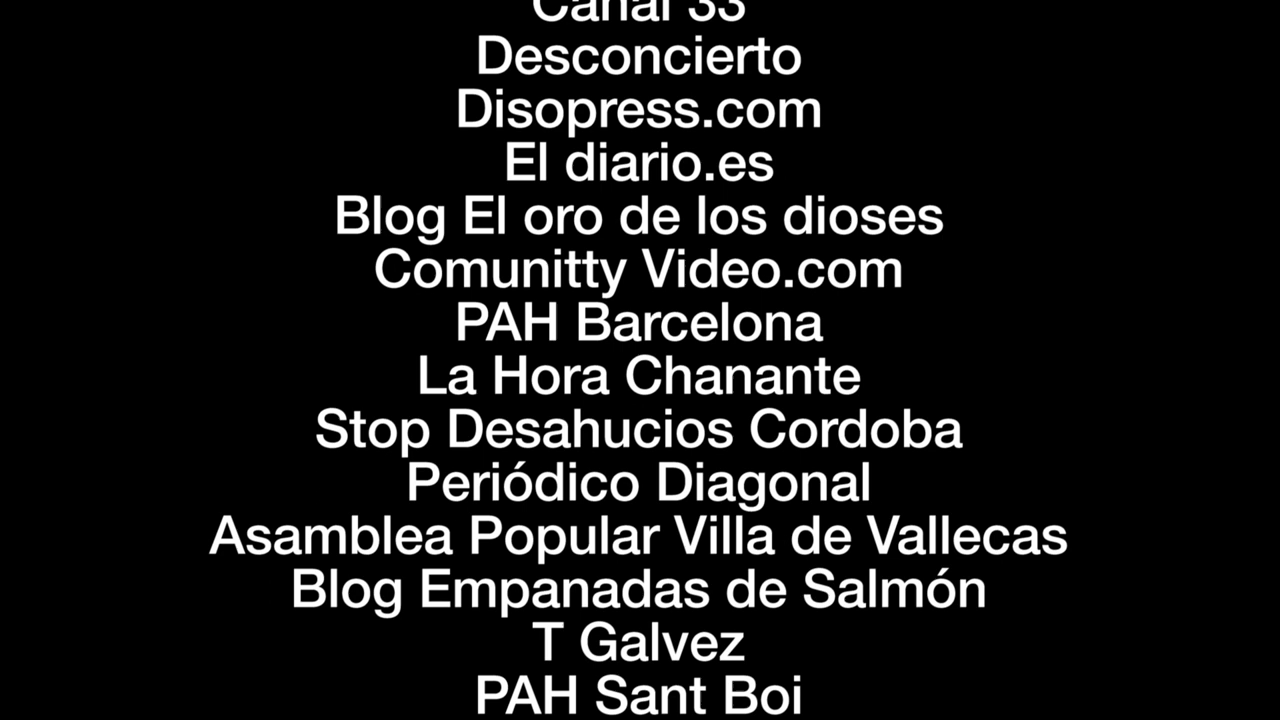 Canal 33
Desconcierto
Disopress.com
El diario.es
Blog El oro de los dioses
Comunitty Video.com
PAH Barcelona
La Hora Chanante
Stop Desahucios Cordoba
Periódico Diagonal
Asamblea Popular Villa de Vallecas
Blog Empanadas de Salmón
T Galvez
PAH Sant Boi